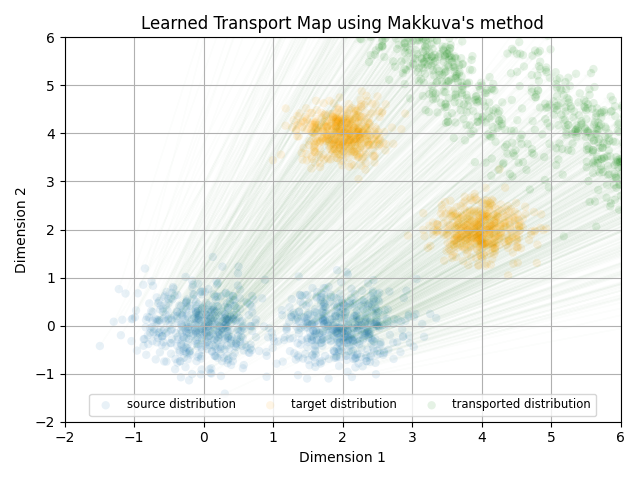 Learned Transport Map using Makkuva's method
6
5
4
3
2
1
0
−1
−2
Dimension 2
source distribution target distribution transported distribution
−2 −1 0 1 2 3 4 5 6
Dimension 1